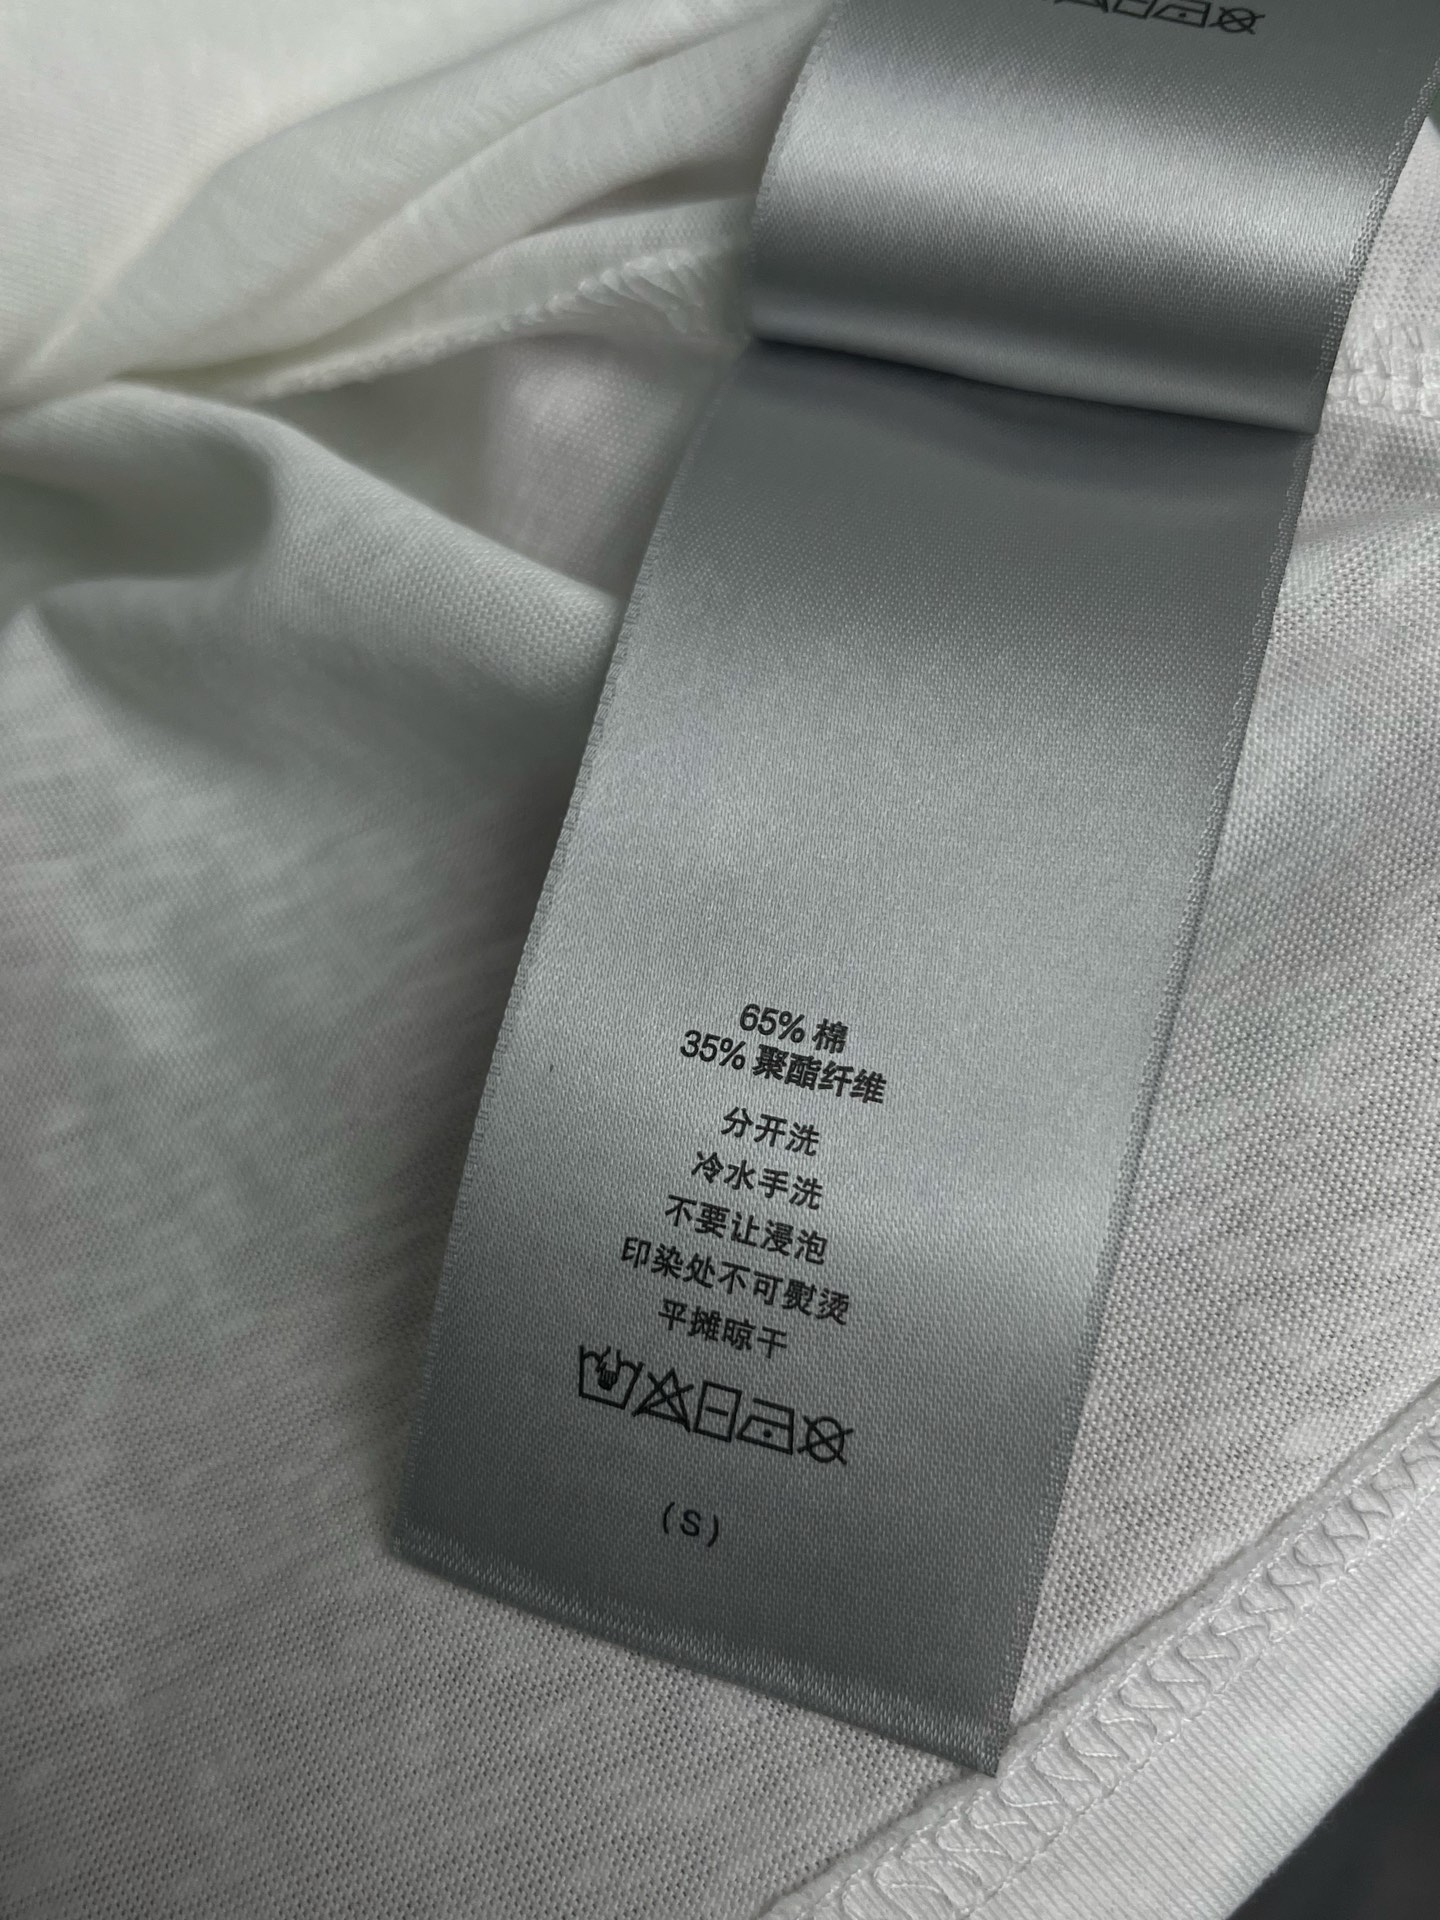 65% 棉
35% 聚酯纤维
分开洗
冷水手洗
不要让浸泡
印染处不可熨烫
平摊晾干
(S)